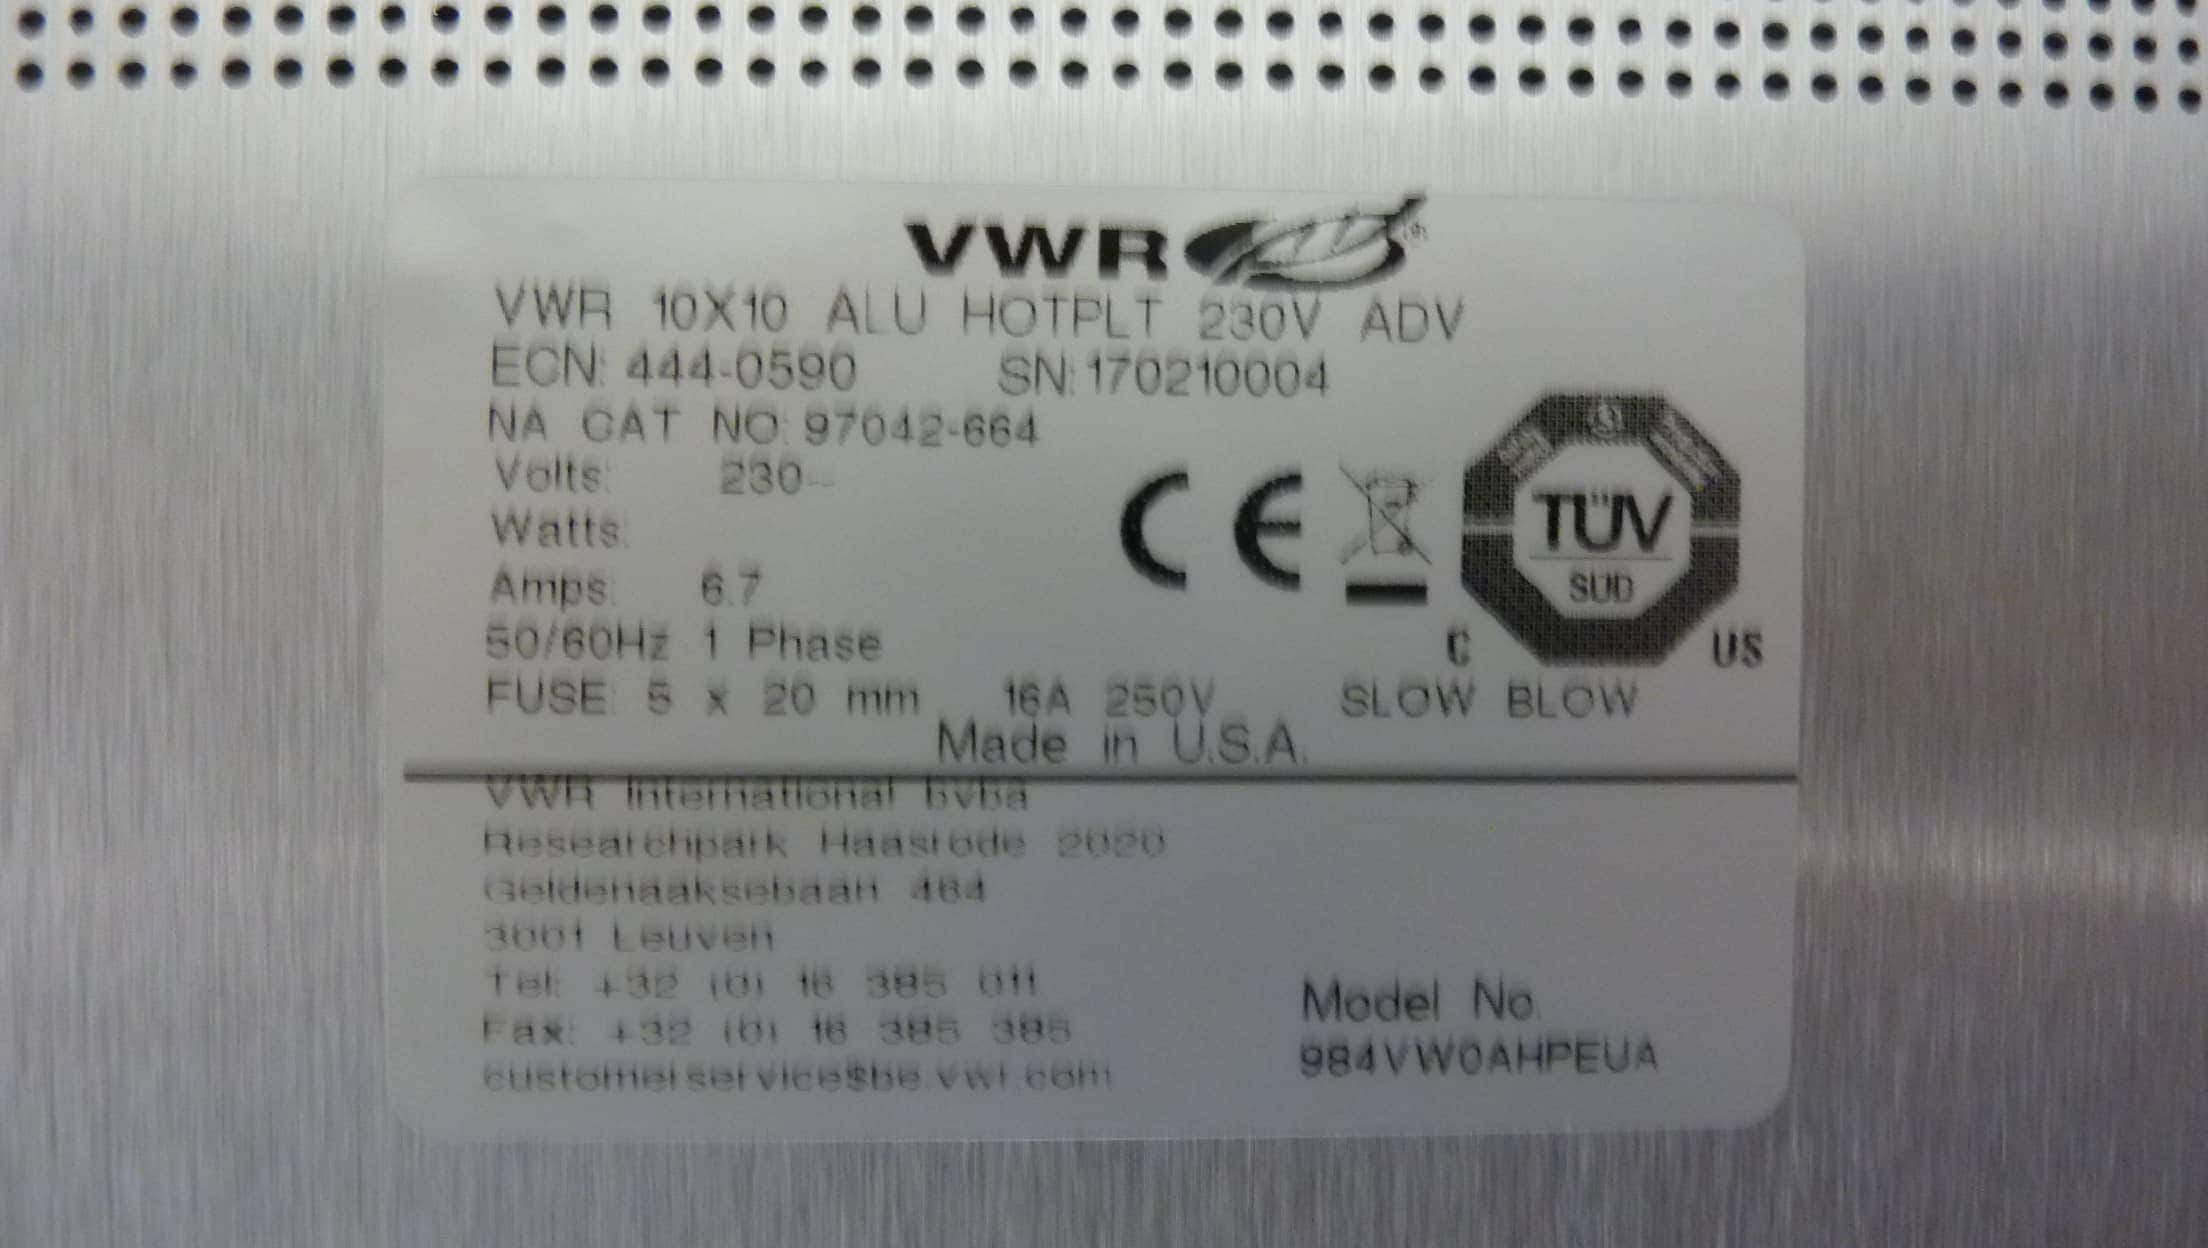 VWR
VWR 10X10 ALU HOTPLT 230V ADV
ECN: 444-0590 SN: 170210004
NA CAT NO: 97042-664
Volts: 230~
Watts:
Amps: 6.7
50/60Hz 1 Phase
FUSE: 5 x 20 mm 16A 250V SLOW BLOW
Made in U.S.A.
CE
TÜV
SÜD
C US
VWR International bvba
Researchpark Haasrode 2020
Geldenaaksebaan 464
3001 Leuven
Tel: +32 (0) 16 385 011
Fax: +32 (0) 16 385 385
customerservice$be.vwr.com
Model No.
984VW0AHPEUA